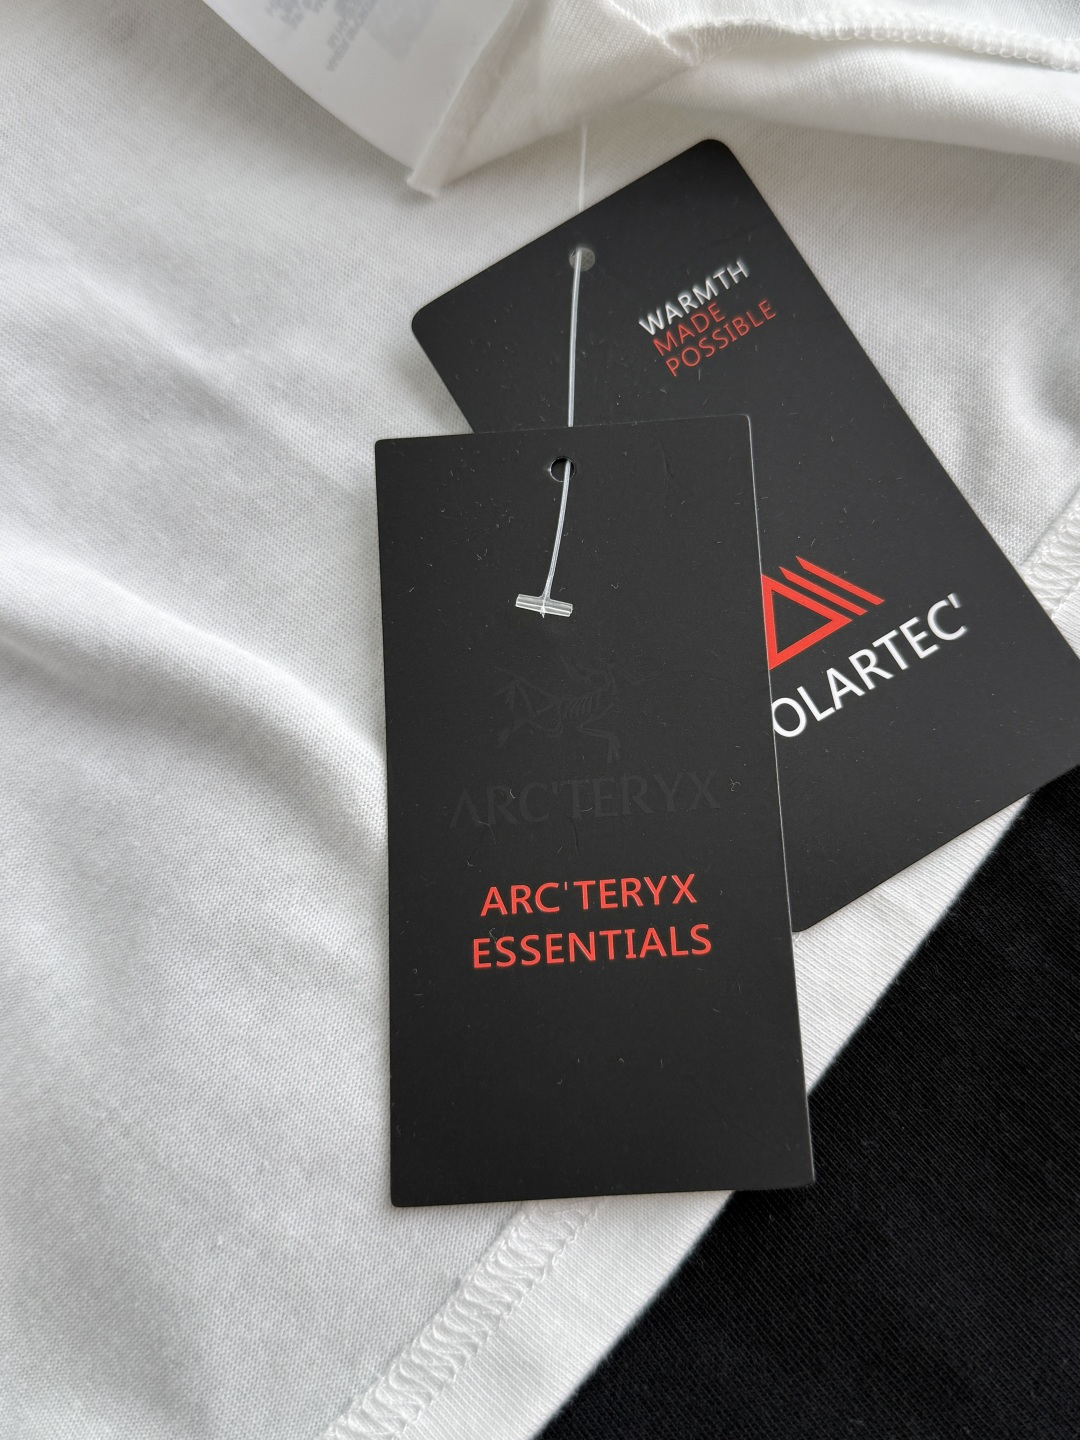 WARMTH
MADE
POSSIBLE
OLARTEC'
ARC'TERYX
ARC'TERYX
ESSENTIALS